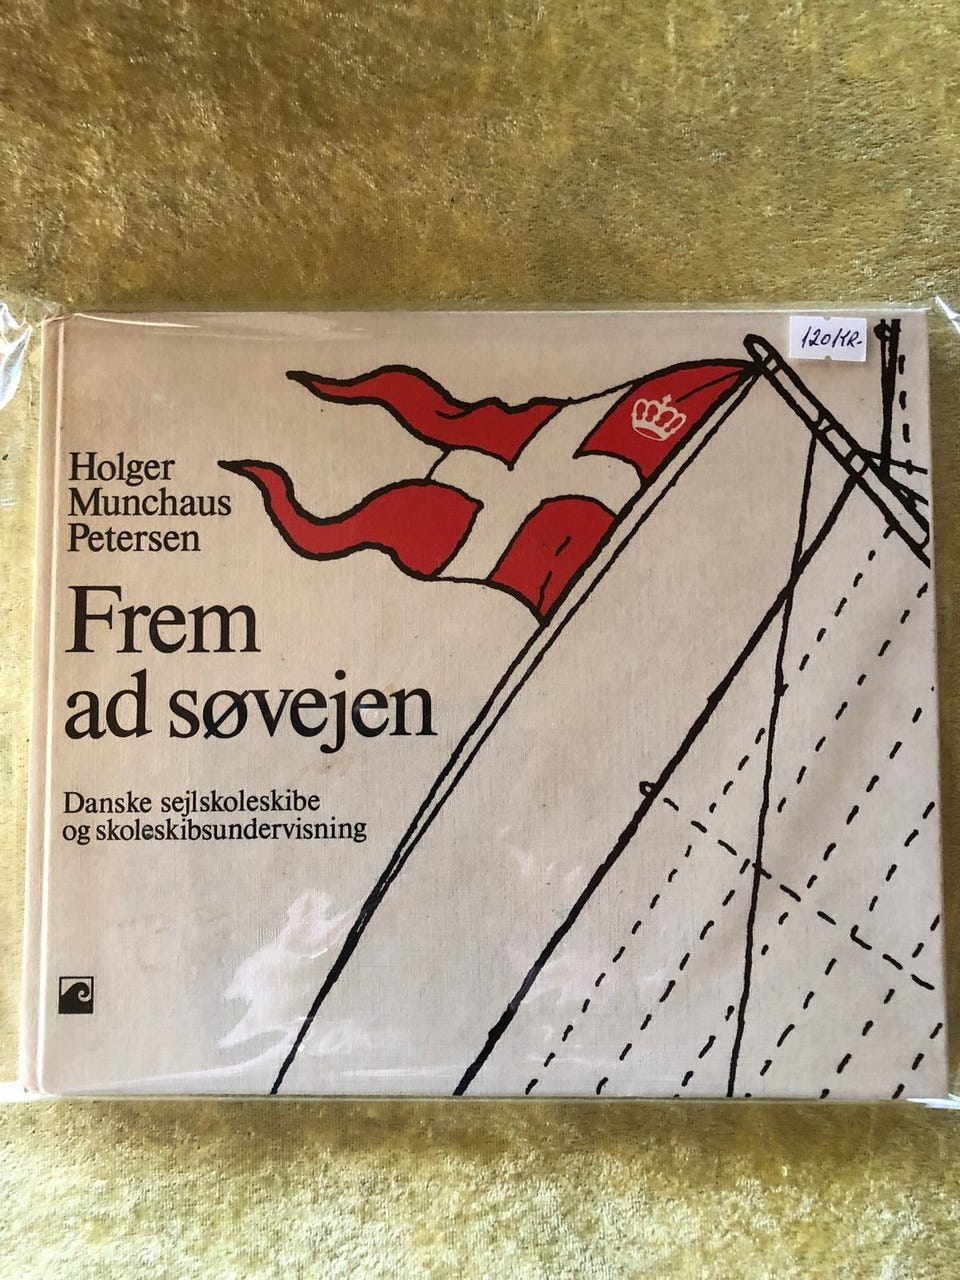 120 KR-
Holger
Munchaus
Petersen
Frem
ad søvejen
Danske sejlskoleskibe
og skoleskibsundervisning